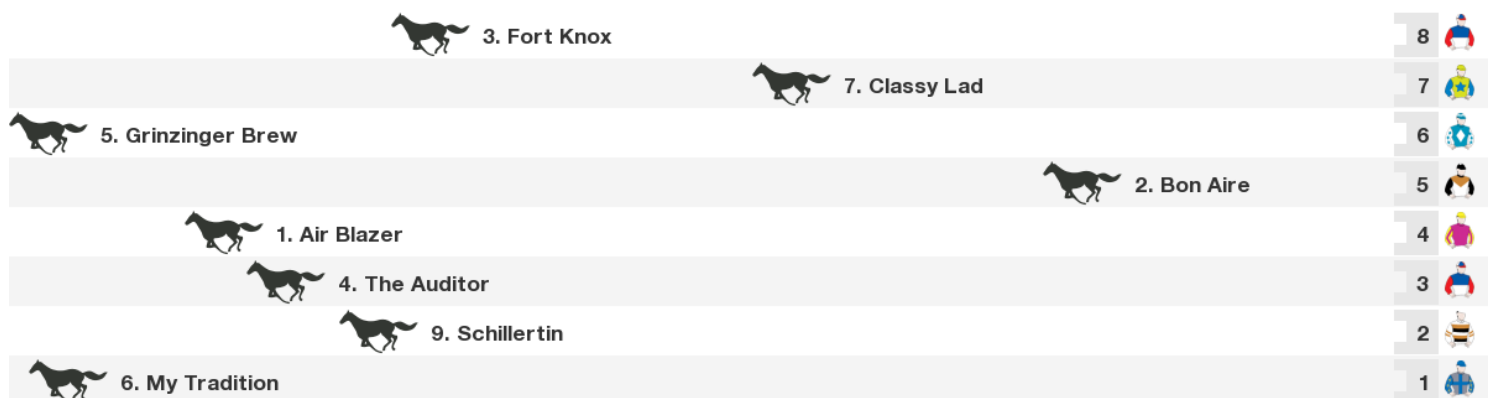 3. Fort Knox 8
7. Classy Lad 7
5. Grinzinger Brew 6
2. Bon Aire 5
1. Air Blazer 4
4. The Auditor 3
9. Schillertin 2
6. My Tradition 1